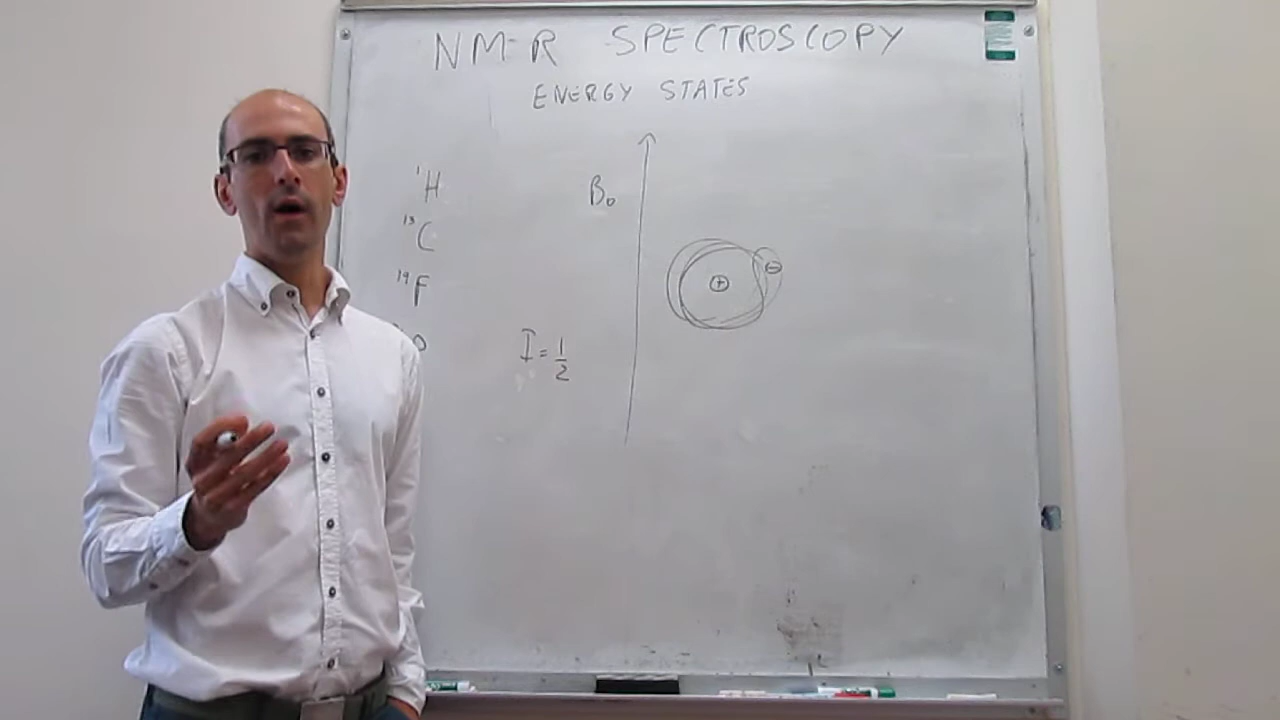 NMR SPECTROSCOPY
ENERGY STATES
¹H
¹³C
¹⁹F
I = 1/2
B₀
+
−